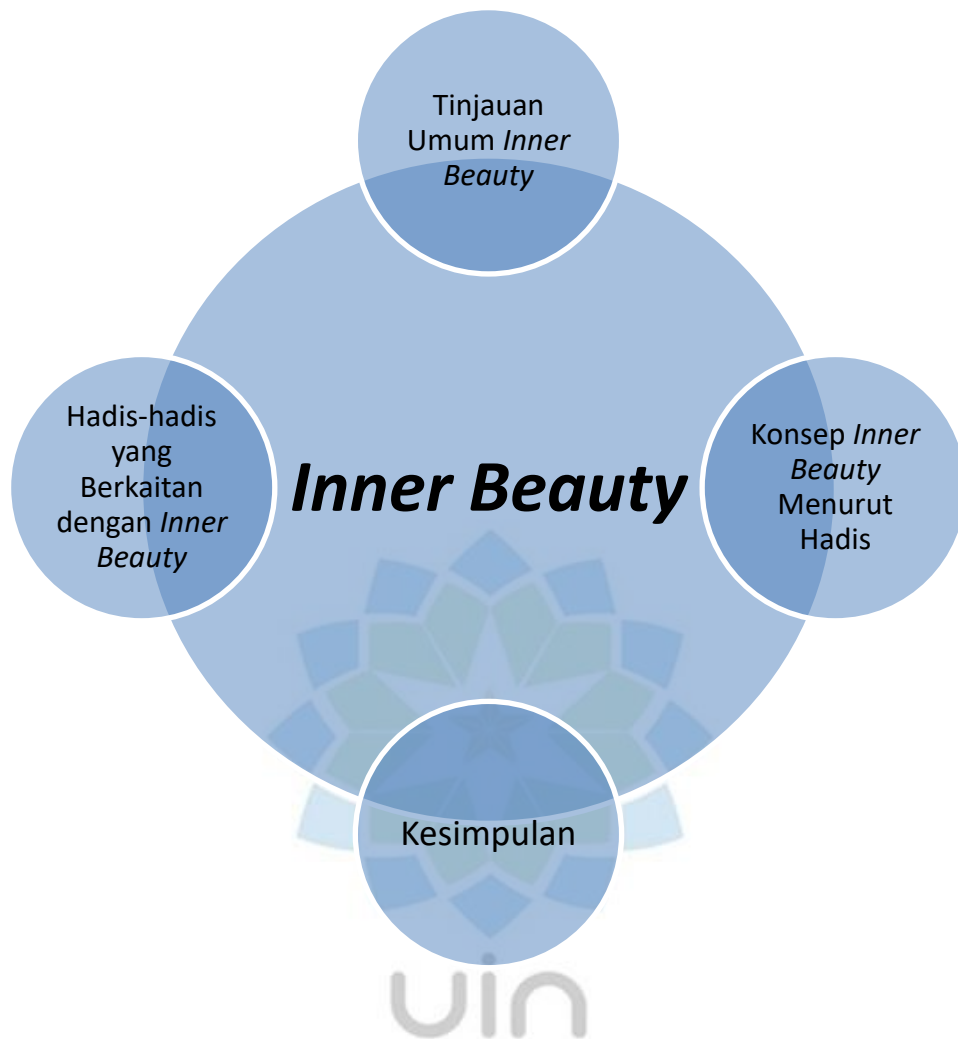 Tinjauan
Umum Inner
Beauty
Hadis-hadis
yang
Berkaitan
dengan Inner
Beauty
Inner Beauty
Konsep Inner
Beauty
Menurut
Hadis
Kesimpulan
uin